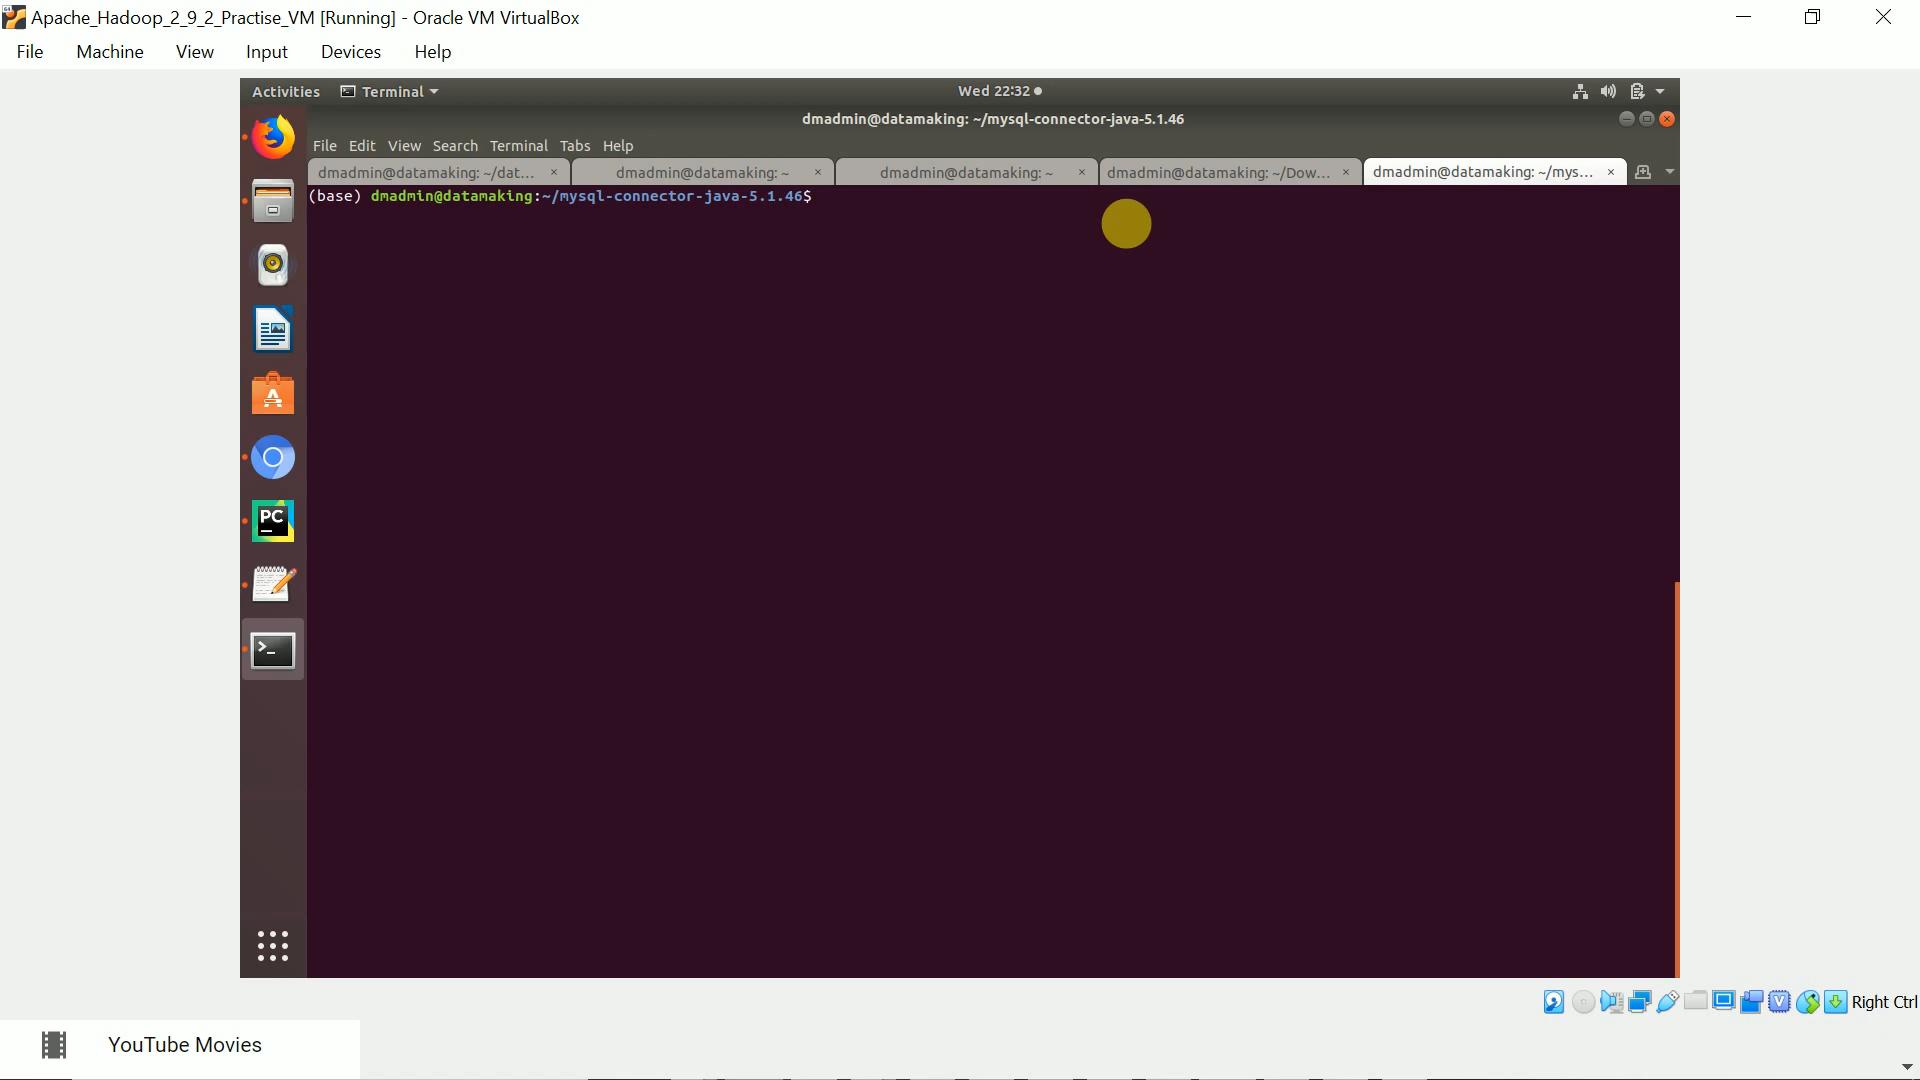 Apache_Hadoop_2_9_2_Practise_VM [Running] - Oracle VM VirtualBox
File Machine View Input Devices Help
Activities Terminal Wed 22:32
dmadmin@datamaking: ~/mysql-connector-java-5.1.46
File Edit View Search Terminal Tabs Help
dmadmin@datamaking: ~/dat... dmadmin@datamaking: ~ dmadmin@datamaking: ~ dmadmin@datamaking: ~/Dow... dmadmin@datamaking: ~/mys...
(base) dmadmin@datamaking:~/mysql-connector-java-5.1.46$
PC
Right Ctrl
YouTube Movies